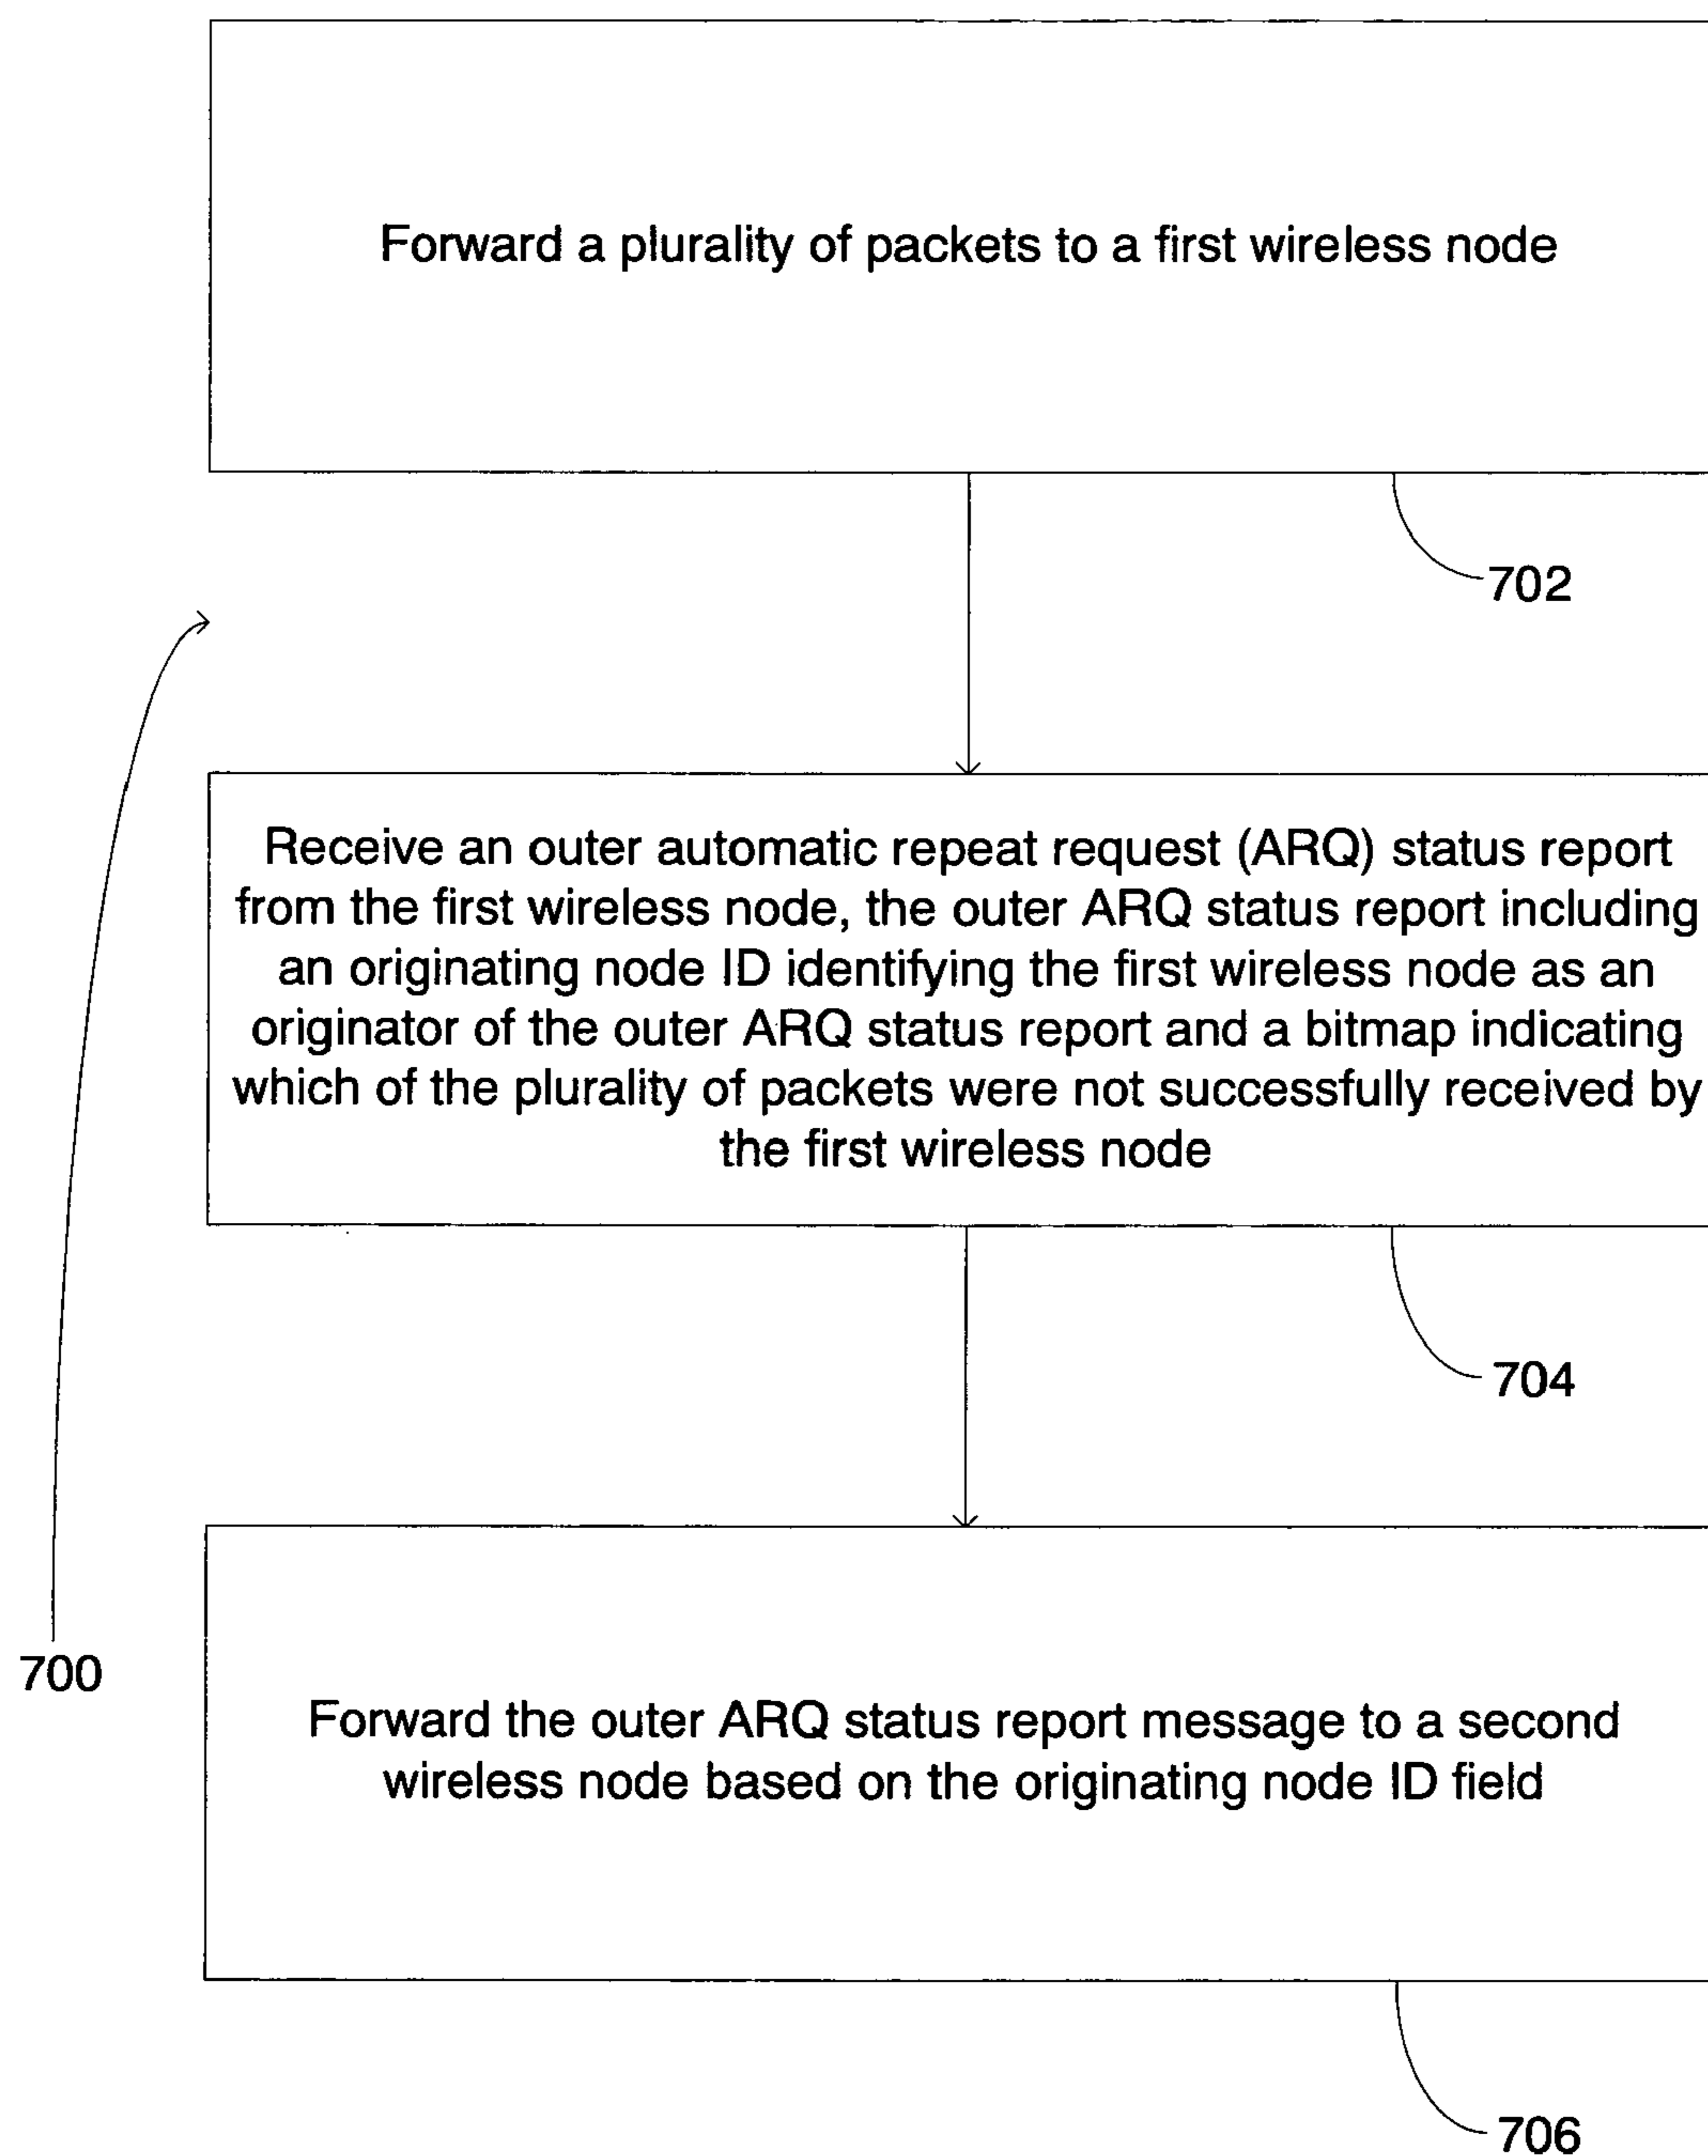 Forward a plurality of packets to a first wireless node
702
Receive an outer automatic repeat request (ARQ) status report
from the first wireless node, the outer ARQ status report including
an originating node ID identifying the first wireless node as an
originator of the outer ARQ status report and a bitmap indicating
which of the plurality of packets were not successfully received by
the first wireless node
704
700
Forward the outer ARQ status report message to a second
wireless node based on the originating node ID field
706